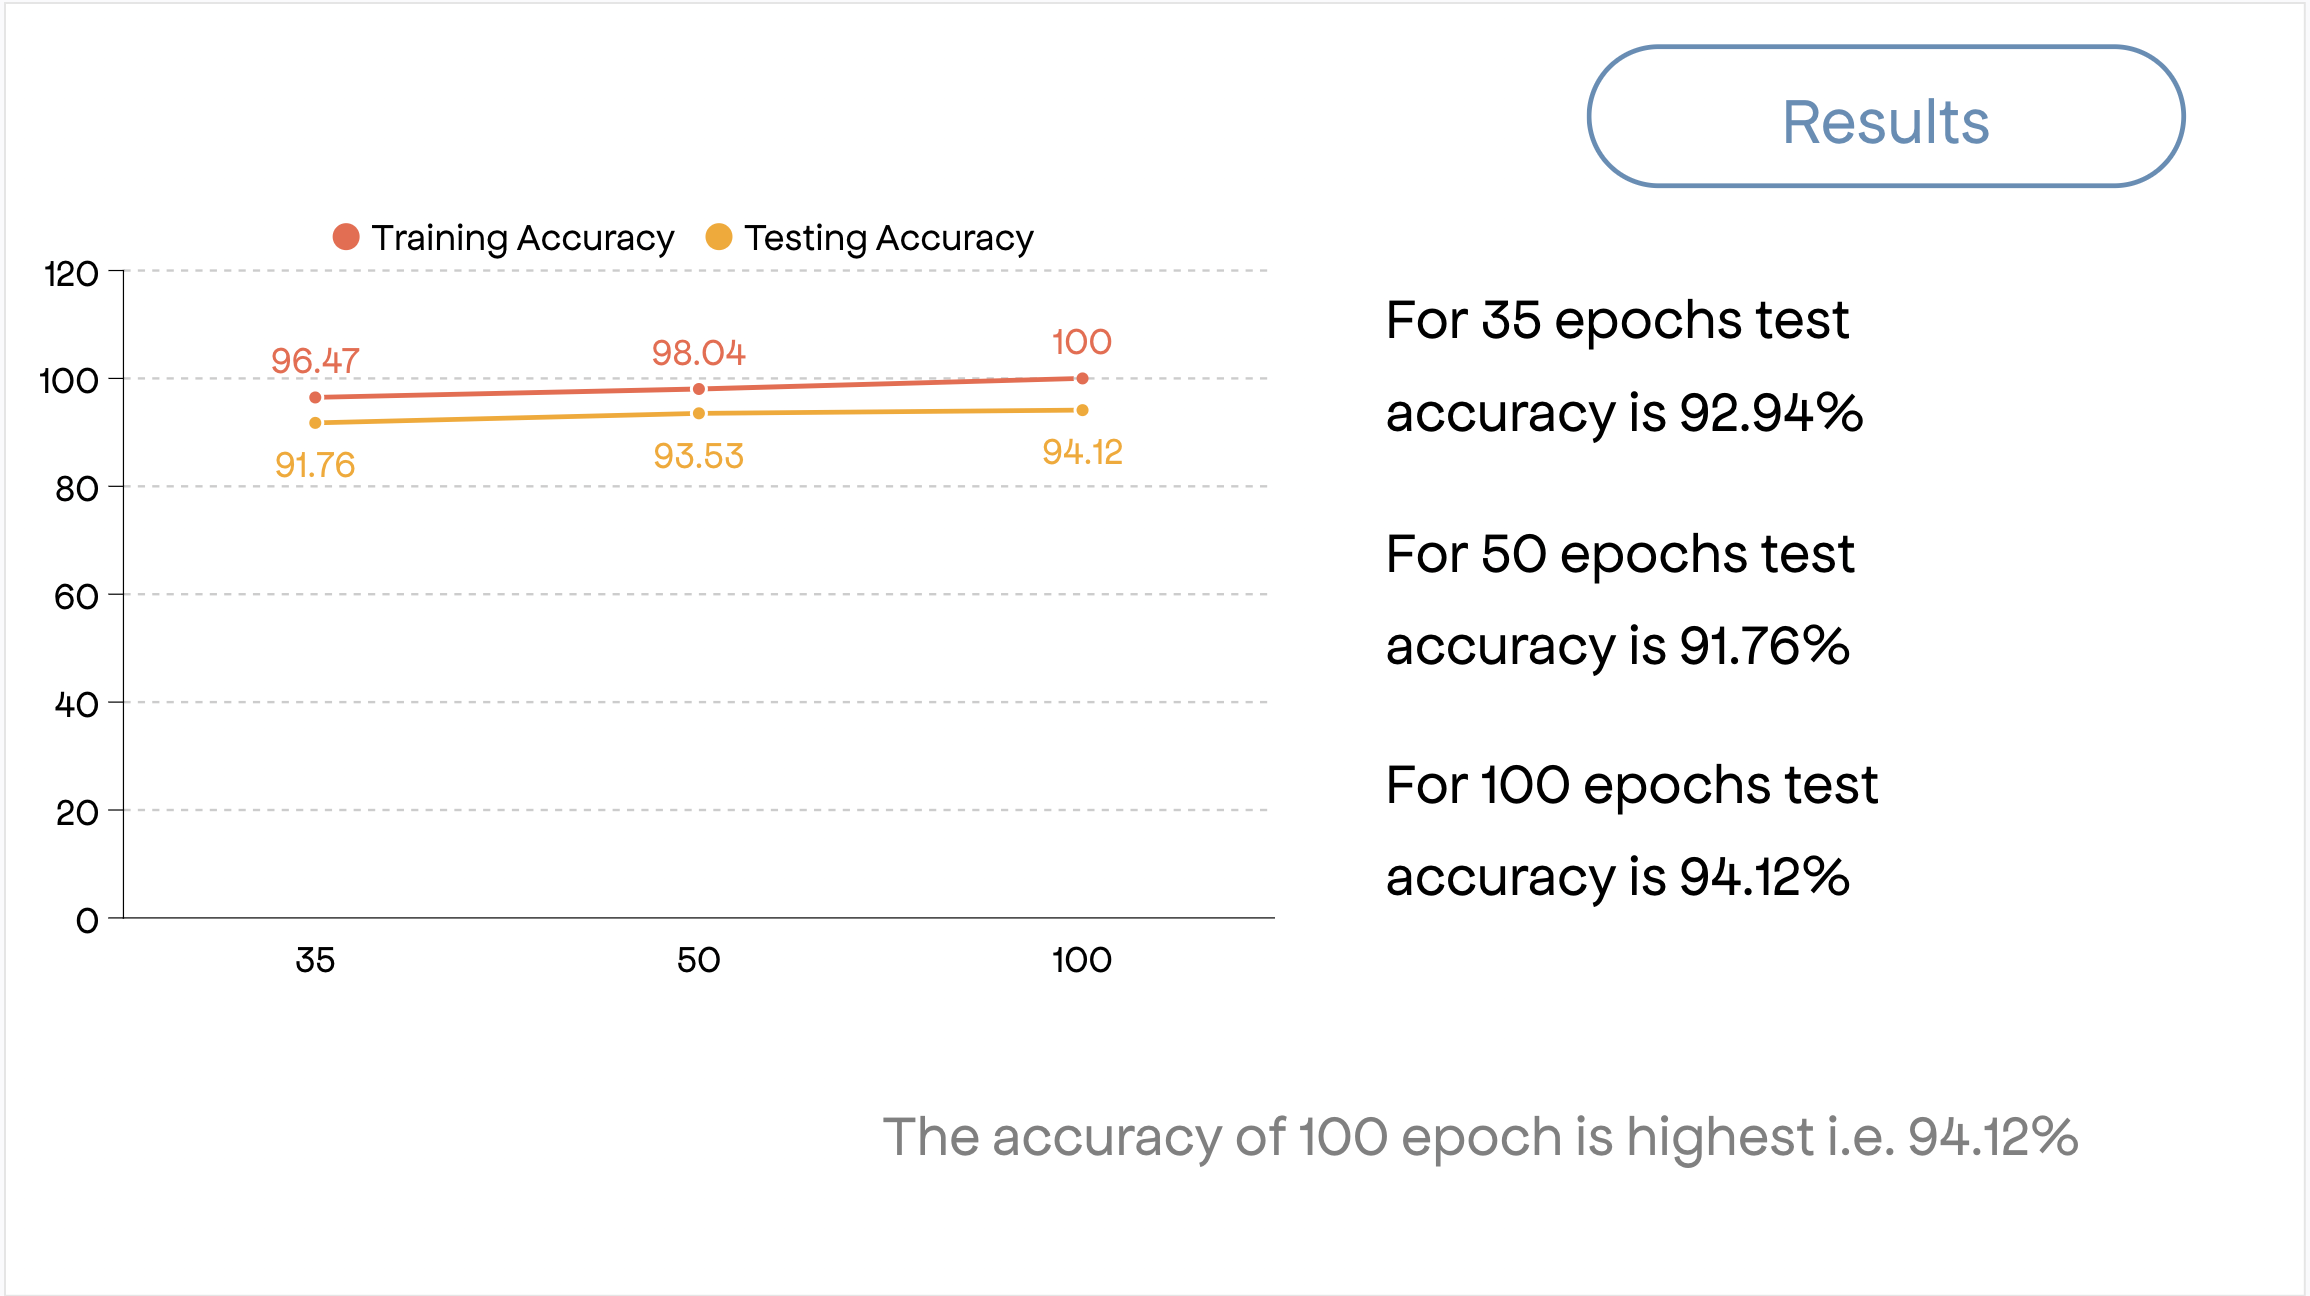 Results
Training Accuracy Testing Accuracy
120
100
80
60
40
20
0
96.47
98.04
100
91.76
93.53
94.12
35
50
100
For 35 epochs test
accuracy is 92.94%
For 50 epochs test
accuracy is 91.76%
For 100 epochs test
accuracy is 94.12%
The accuracy of 100 epoch is highest i.e. 94.12%